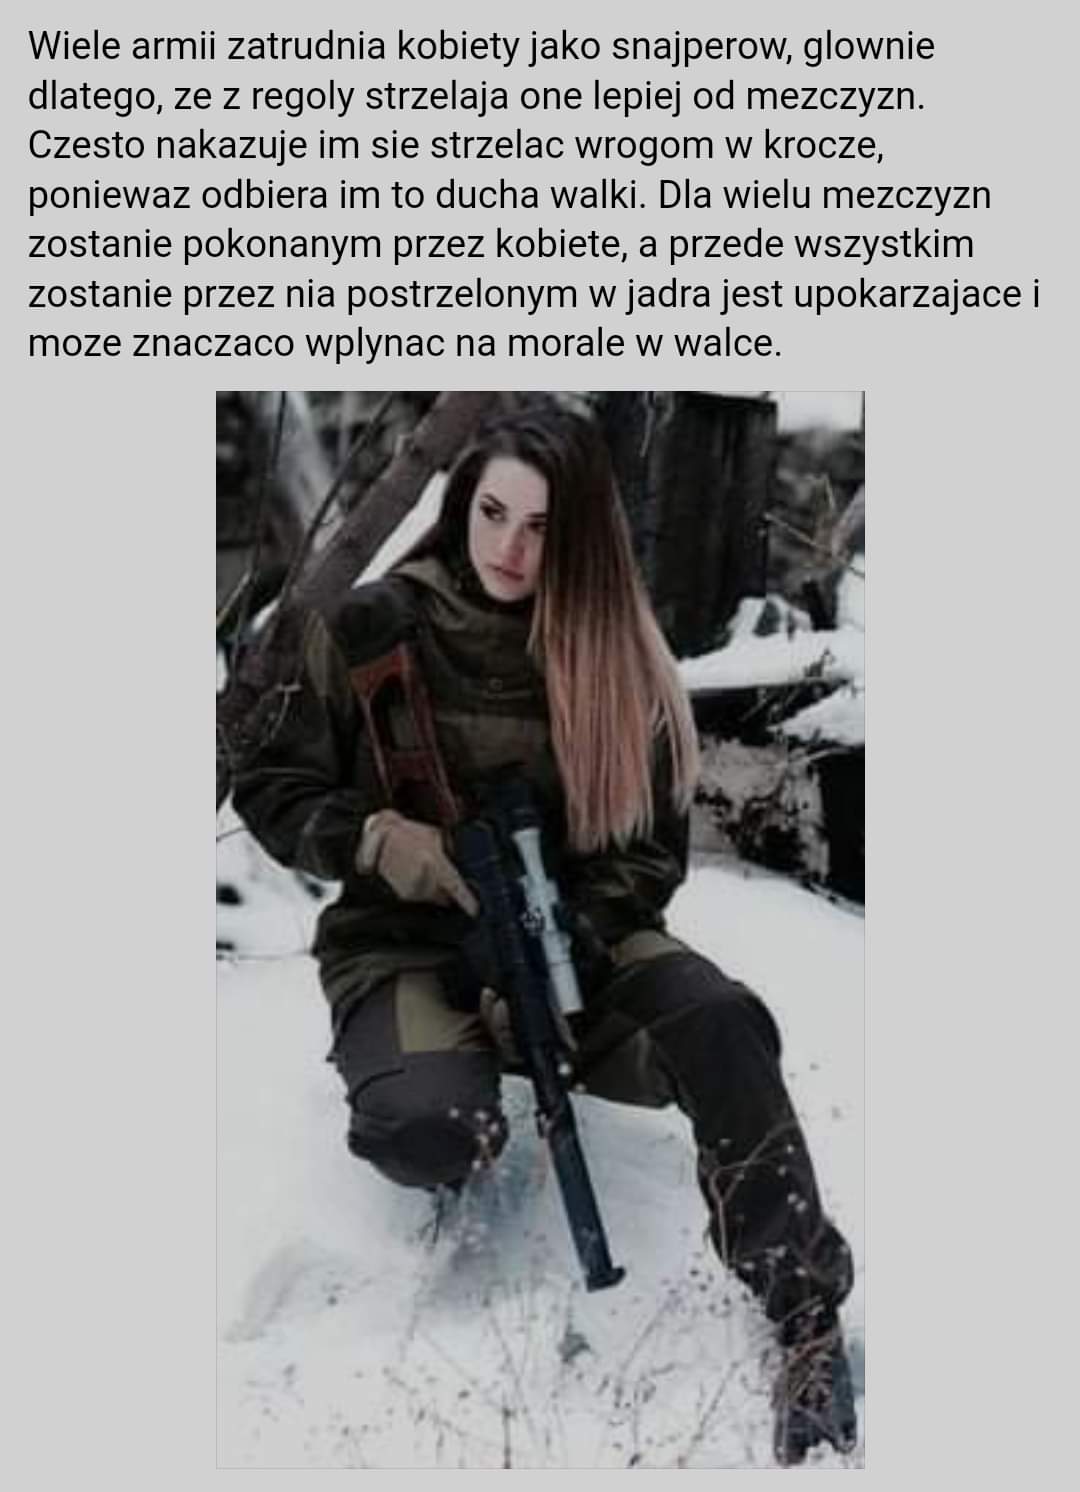 Wiele armii zatrudnia kobiety jako snajperow, glownie
dlatego, ze z regoly strzelaja one lepiej od mezczyzn.
Czesto nakazuje im sie strzelac wrogom w krocze,
poniewaz odbiera im to ducha walki. Dla wielu mezczyzn
zostanie pokonanym przez kobiete, a przede wszystkim
zostanie przez nia postrzelonym w jadra jest upokarzajace i
moze znaczaco wplynac na morale w walce.